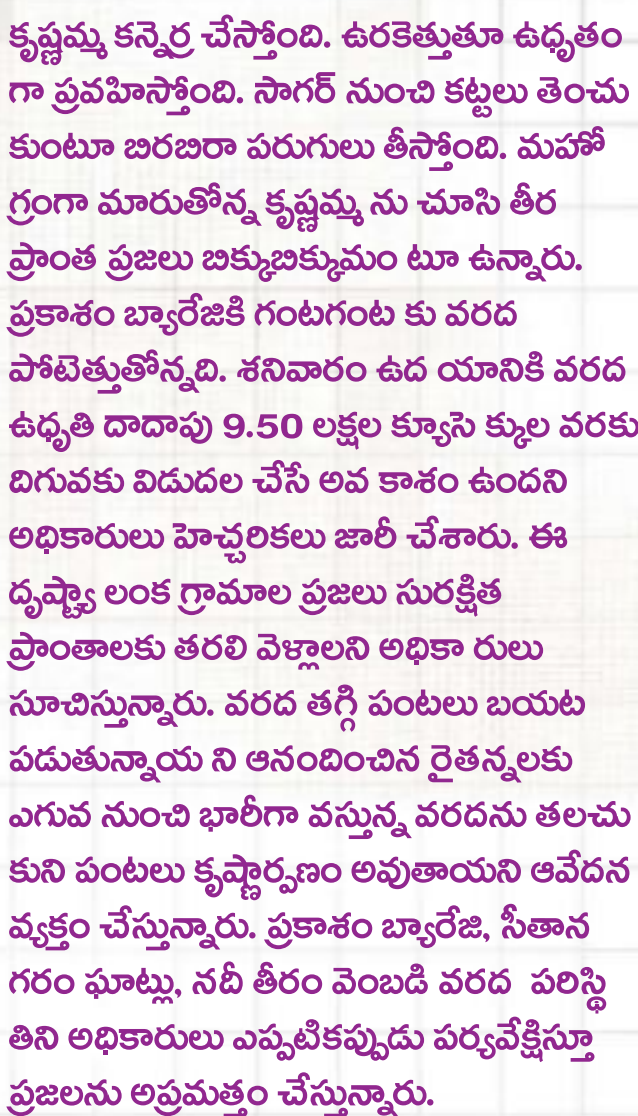 కృష్ణమ్మ కన్నెర్ర చేస్తోంది. ఉరకెత్తుతూ ఉధృతం
గా ప్రవహిస్తోంది. సాగర్ నుంచి కట్టలు తెంచు
కుంటూ బిరబిరా పరుగులు తీస్తోంది. మహో
గ్రంగా మారుతోన్న కృష్ణమ్మ ను చూసి తీర
ప్రాంత ప్రజలు బిక్కుబిక్కుమం టూ ఉన్నారు.
ప్రకాశం బ్యారేజికి గంటగంట కు వరద
పోటెత్తుతోన్నది. శనివారం ఉద యానికి వరద
ఉధృతి దాదాపు 9.50 లక్షల క్యూసె క్కుల వరకు
దిగువకు విడుదల చేసే అవ కాశం ఉందని
అధికారులు హెచ్చరికలు జారీ చేశారు. ఈ
దృష్ట్యా లంక గ్రామాల ప్రజలు సురక్షిత
ప్రాంతాలకు తరలి వెళ్లాలని అధికా రులు
సూచిస్తున్నారు. వరద తగ్గి పంటలు బయట
పడుతున్నాయ ని ఆనందించిన రైతన్నలకు
ఎగువ నుంచి భారీగా వస్తున్న వరదను తలచు
కుని పంటలు కృష్ణార్పణం అవుతాయని ఆవేదన
వ్యక్తం చేస్తున్నారు. ప్రకాశం బ్యారేజి, సీతాన
గరం ఘాట్లు, నదీ తీరం వెంబడి వరద  పరిస్థి
తిని అధికారులు ఎప్పటికప్పుడు పర్యవేక్షిస్తూ
ప్రజలను అప్రమత్తం చేస్తున్నారు.